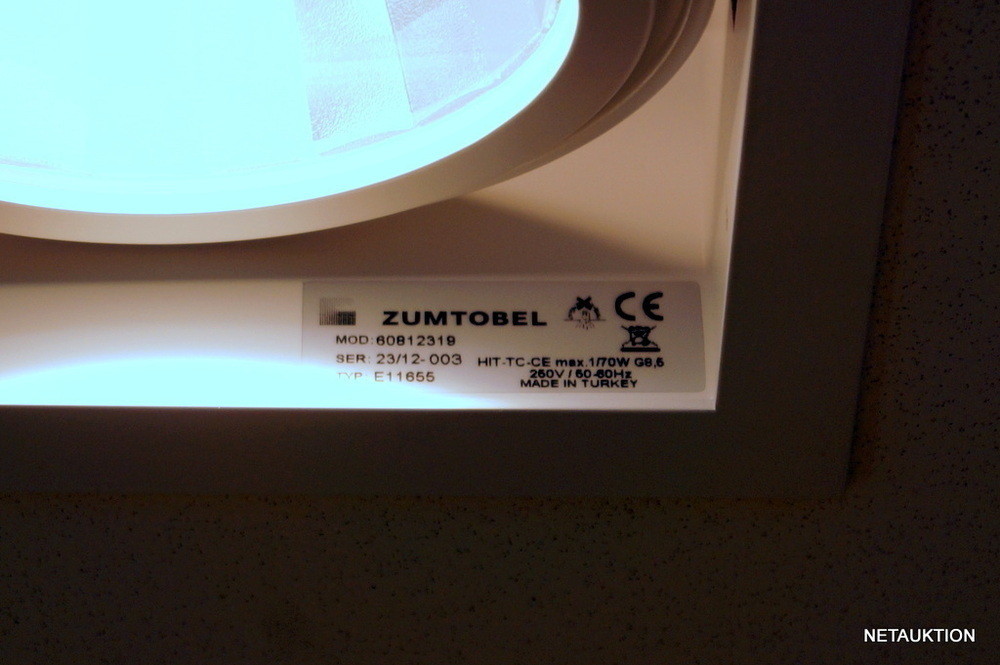 ZUMTOBEL
CE
MOD:60812319
SER: 23/12-003
HIT-TC-CE max.1/70W G8,5
TYP: E11655
250V / 50-60Hz
MADE IN TURKEY
NETAUKTION